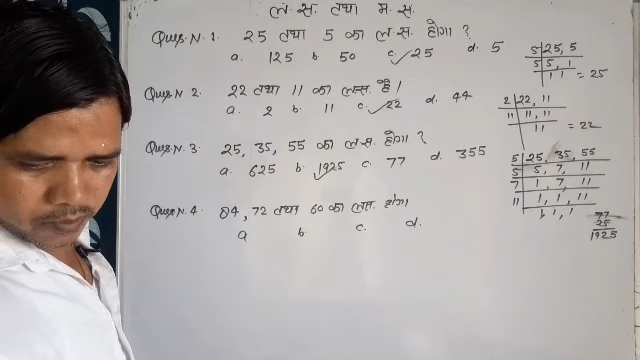 ल.स. तथा म.स.
Ques.N. 1. 25 तथा 5 का ल.स. होगा ?
a. 125 b. 50 c. 25 d. 5
5 25, 5
5 5, 1
1 1 = 25
Ques.N. 2. 22 तथा 11 का लस. है।
a. 2 b. 11 c. 22 d. 44
2 22, 11
11 11, 11
11 = 22
Ques.N. 3 25, 35, 55 का ल.स. होगा ?
a. 625 b. 1925 c. 77 d. 355
5 25, 35, 55
5 5, 7, 11
7 1, 7, 11
11 1, 1, 11
1, 1, 1
77
25
1925
Ques.N. 4. 84, 72 तथा 60 का लस. होगा।
a b. c. d.